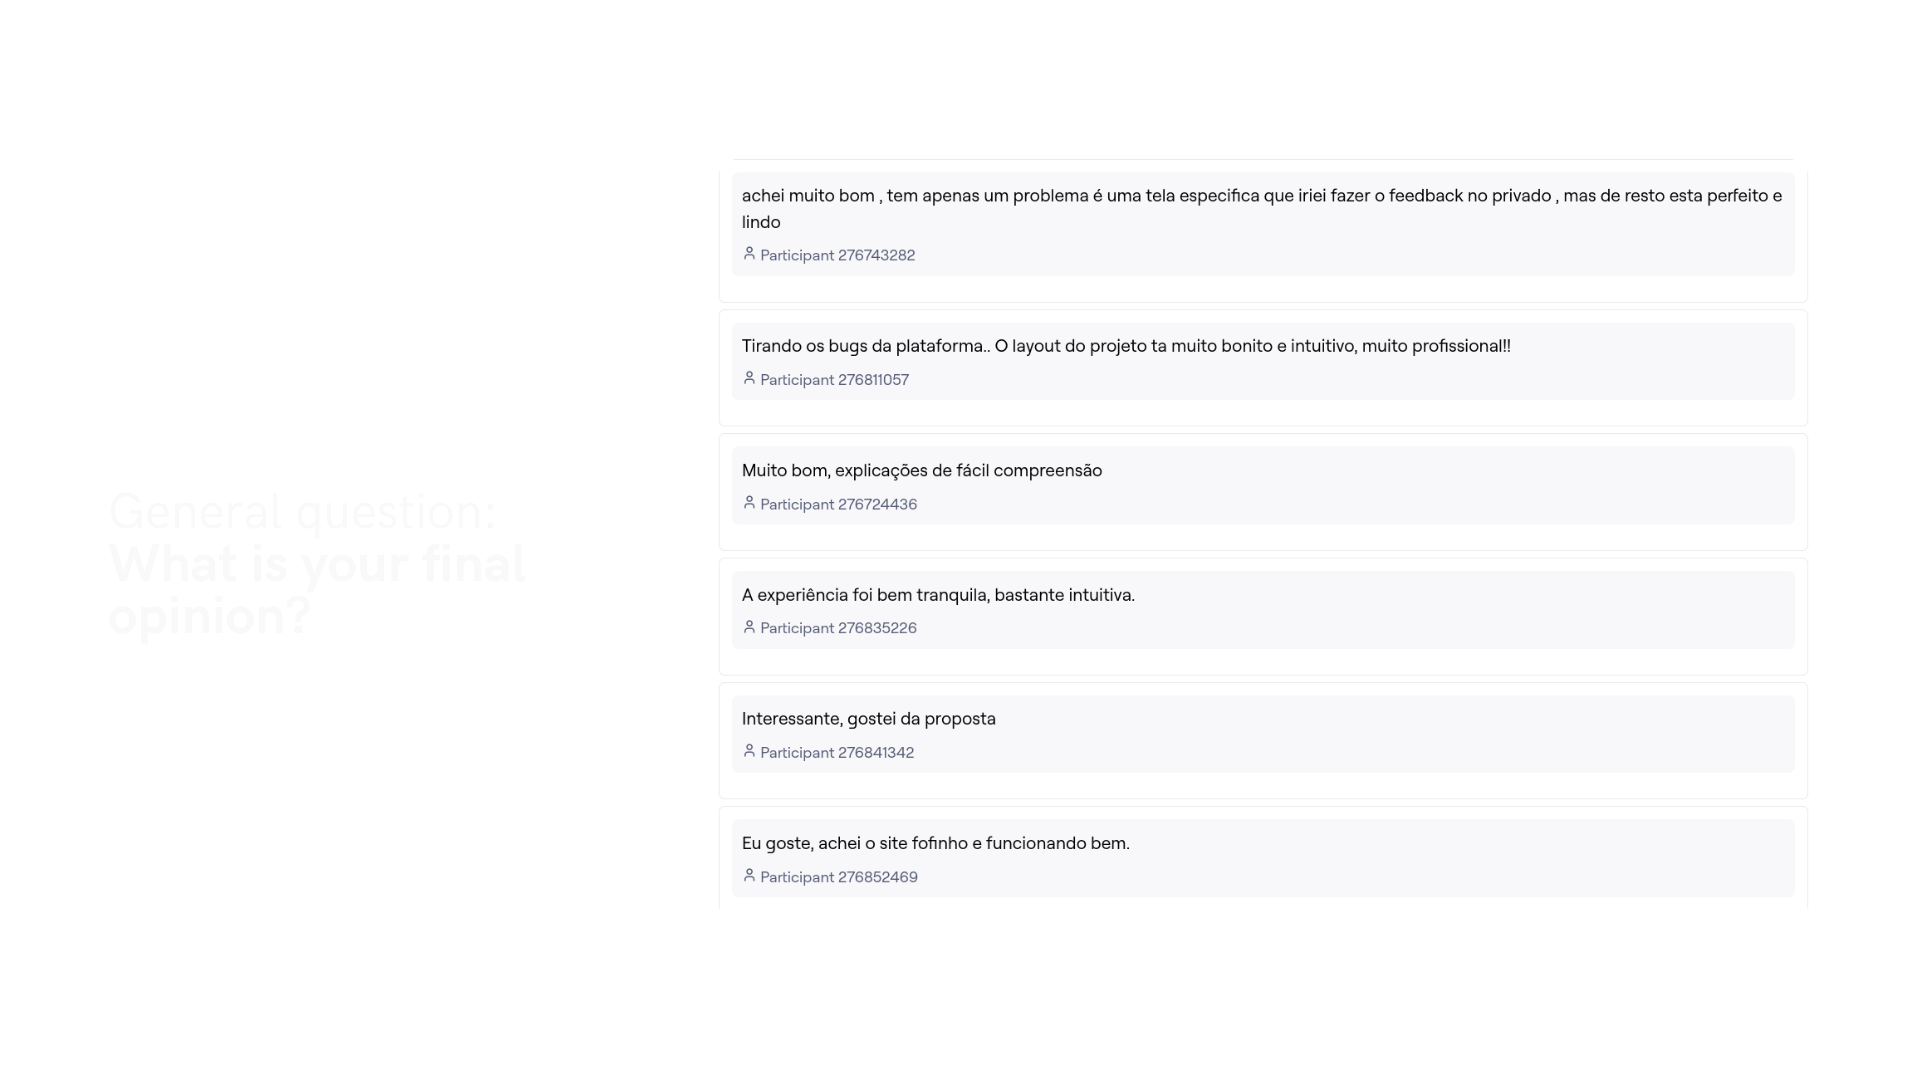 General question:
What is your final
opinion?
achei muito bom , tem apenas um problema é uma tela especifica que iriei fazer o feedback no privado , mas de resto esta perfeito e
lindo
Participant 276743282
Tirando os bugs da plataforma.. O layout do projeto ta muito bonito e intuitivo, muito profissional!!
Participant 276811057
Muito bom, explicações de fácil compreensão
Participant 276724436
A experiência foi bem tranquila, bastante intuitiva.
Participant 276835226
Interessante, gostei da proposta
Participant 276841342
Eu goste, achei o site fofinho e funcionando bem.
Participant 276852469